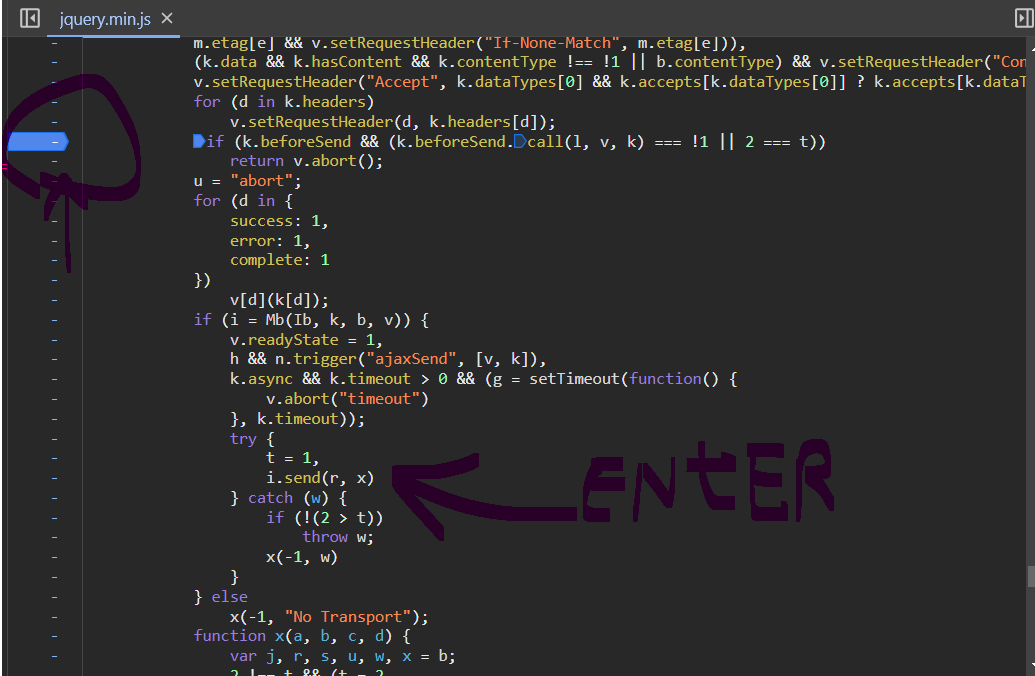 jquery.min.js ×
m.etag[e] && v.setRequestHeader("If-None-Match", m.etag[e])),
(k.data && k.hasContent && k.contentType !== !1 || b.contentType) && v.setRequestHeader("Con
v.setRequestHeader("Accept", k.dataTypes[0] && k.accepts[k.dataTypes[0]] ? k.accepts[k.dataT
for (d in k.headers)
v.setRequestHeader(d, k.headers[d]);
if (k.beforeSend && (k.beforeSend.call(l, v, k) === !1 || 2 === t))
return v.abort();
u = "abort";
for (d in {
success: 1,
error: 1,
complete: 1
})
v[d](k[d]);
if (i = Mb(Ib, k, b, v)) {
v.readyState = 1,
h && n.trigger("ajaxSend", [v, k]),
k.async && k.timeout > 0 && (g = setTimeout(function() {
v.abort("timeout")
}, k.timeout));
try {
t = 1,
i.send(r, x)
ENtER
} catch (w) {
if (!(2 > t))
throw w;
x(-1, w)
}
} else
x(-1, "No Transport");
function x(a, b, c, d) {
var j, r, s, u, w, x = b;
2 !== t && (t = 2,